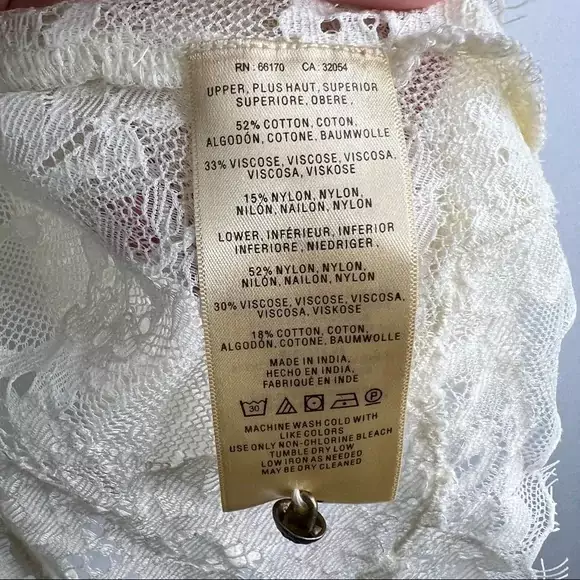 RN : 66170 CA : 32054
UPPER, PLUS HAUT, SUPERIOR
SUPERIORE, OBERE ,
52% COTTON, COTON,
ALGODÓN, COTONE, BAUMWOLLE
33% VISCOSE, VISCOSE, VISCOSA,
VISCOSA, VISKOSE
15% NYLON, NYLON,
NILÓN, NAILON, NYLON
LOWER, INFÉRIEUR, INFERIOR
INFERIORE, NIEDRIGER ,
52% NYLON, NYLON,
NILÓN, NAILON, NYLON
30% VISCOSE, VISCOSE, VISCOSA,
VISCOSA, VISKOSE
18% COTTON, COTON,
ALGODÓN, COTONE, BAUMWOLLE
MADE IN INDIA,
HECHO EN INDIA,
FABRIQUÉ EN INDE
30 P
MACHINE WASH COLD WITH
LIKE COLORS
USE ONLY NON-CHLORINE BLEACH
TUMBLE DRY LOW
LOW IRON AS NEEDED
MAY BE DRY CLEANED